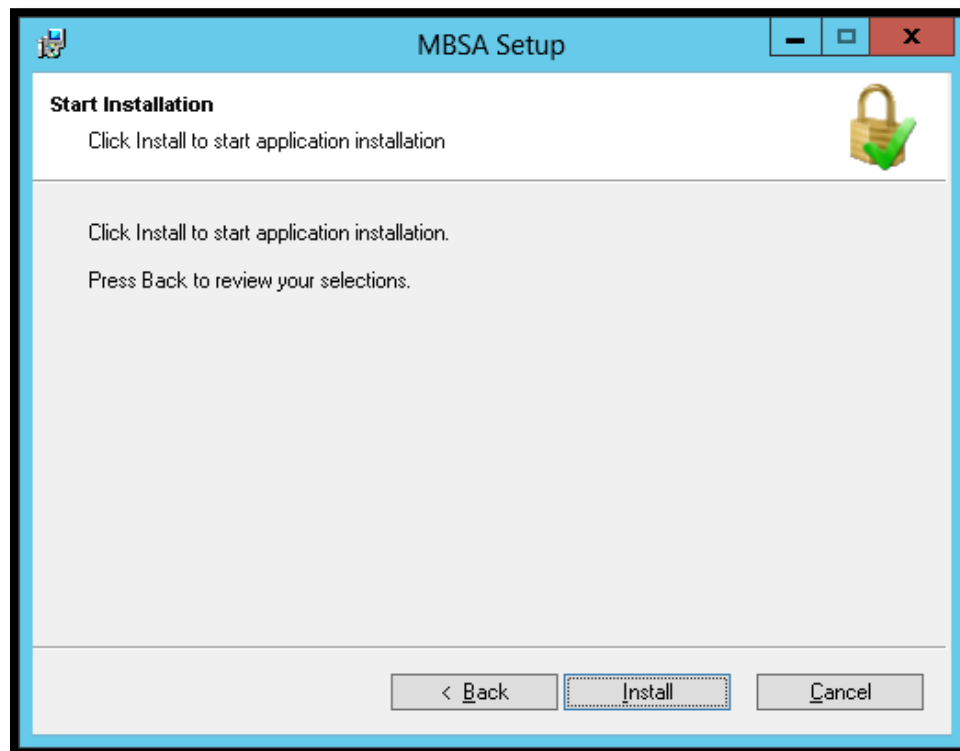 MBSA Setup
Start Installation
Click Install to start application installation
Click Install to start application installation.
Press Back to review your selections.
< Back
Install
Cancel